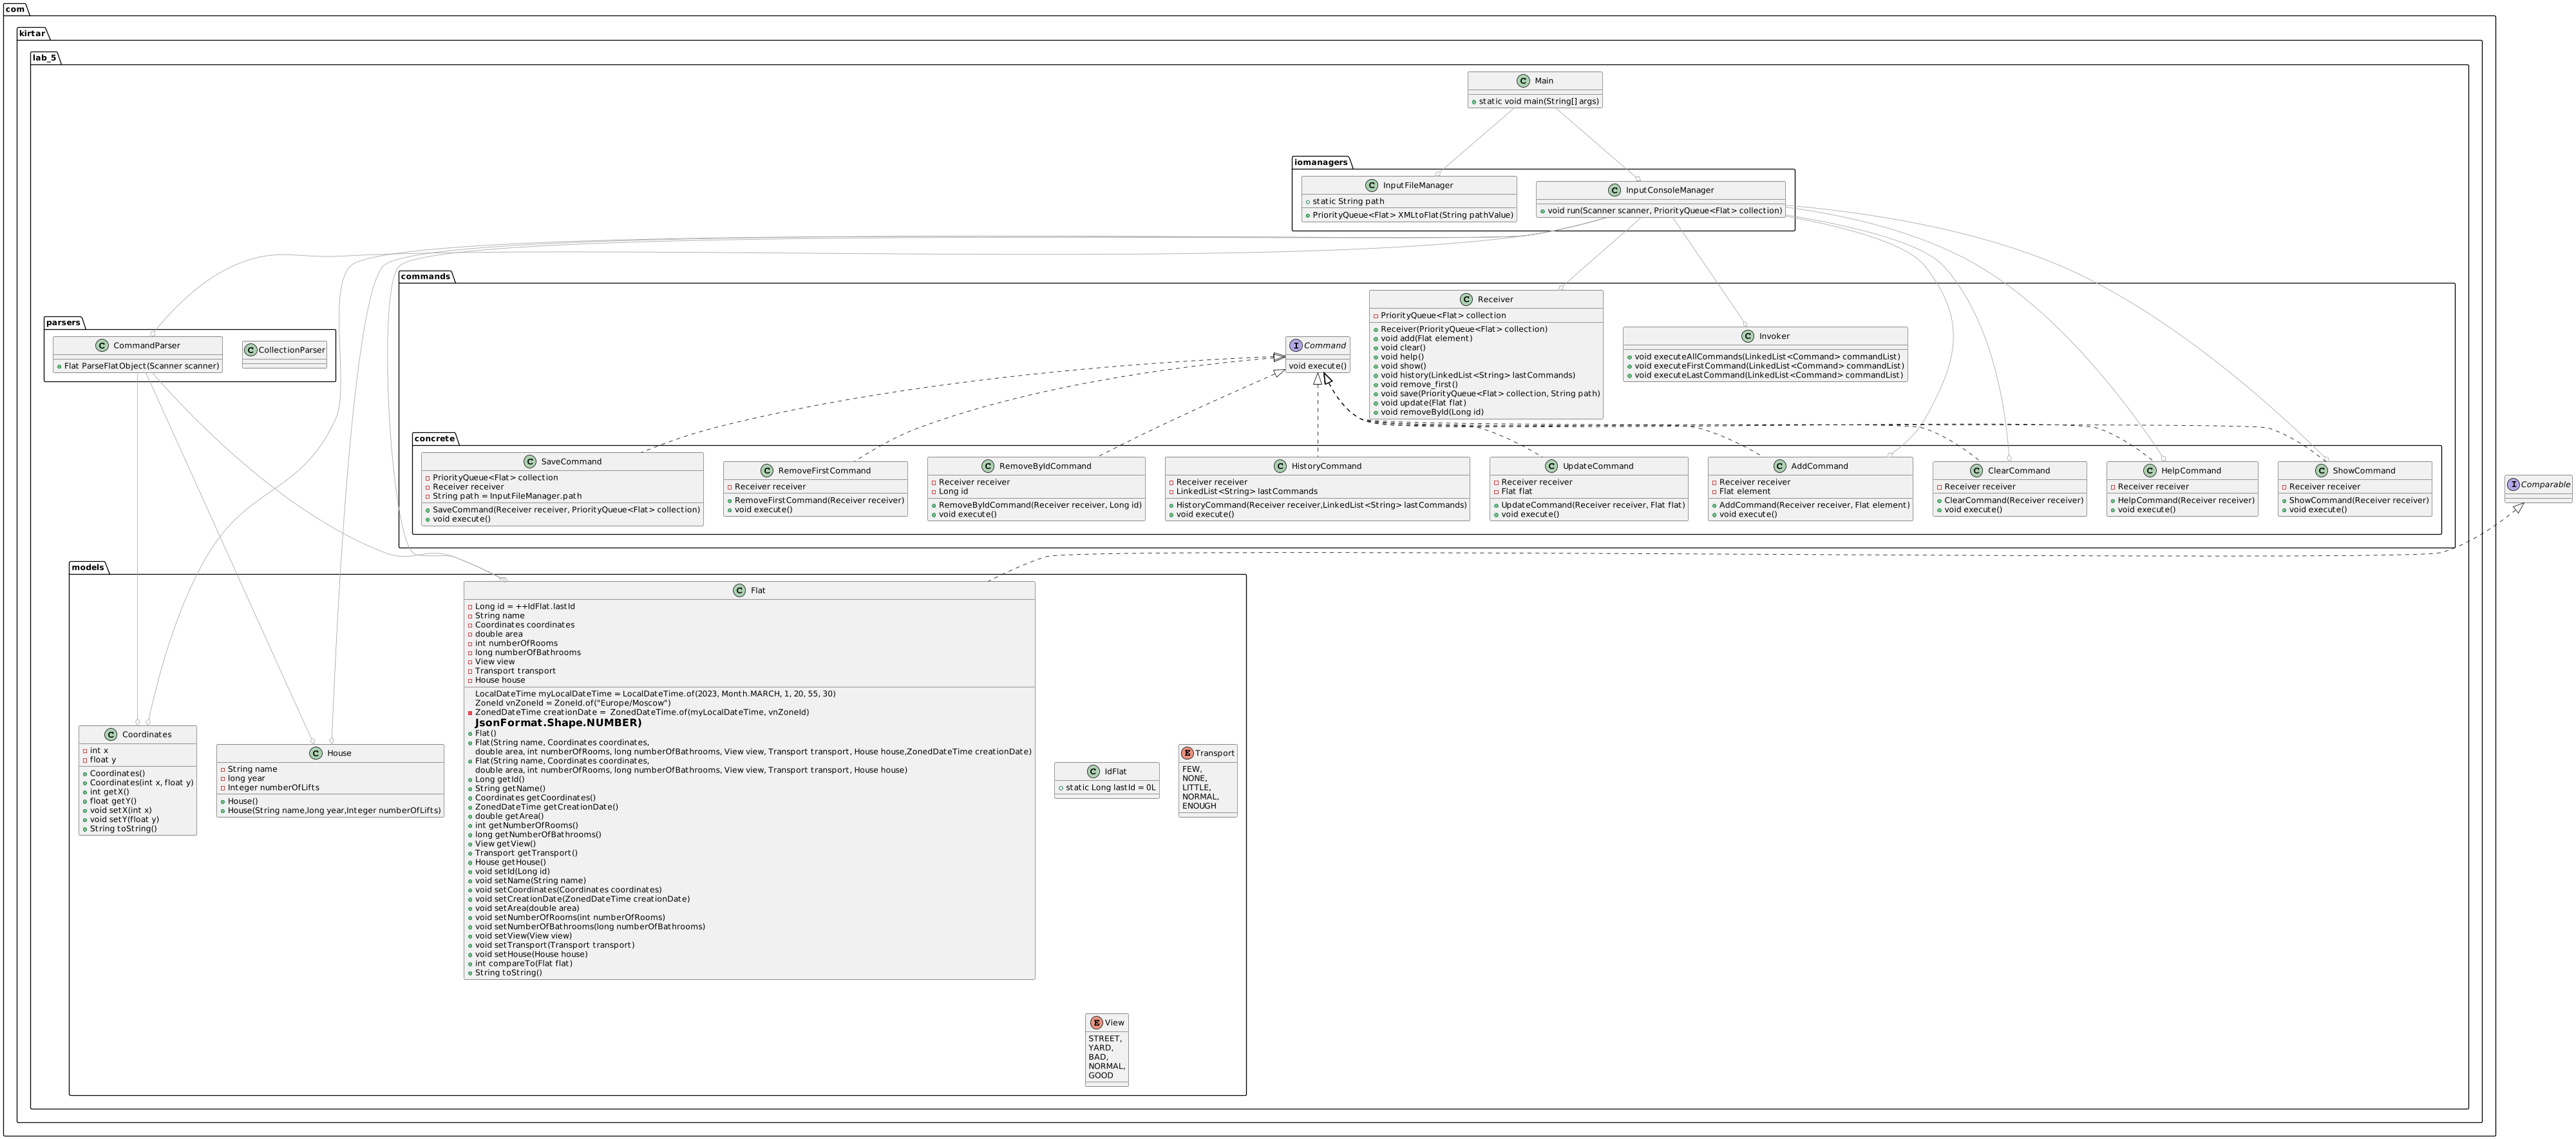 com
kirtar
lab_5
Main
static void main(String[] args)
iomanagers
InputFileManager
static String path
PriorityQueue<Flat> XMLtoFlat(String pathValue)
InputConsoleManager
void run(Scanner scanner, PriorityQueue<Flat> collection)
commands
Receiver
PriorityQueue<Flat> collection
Receiver(PriorityQueue<Flat> collection)
void add(Flat element)
void clear()
void help()
void show()
void history(LinkedList<String> lastCommands)
void remove_first()
void save(PriorityQueue<Flat> collection, String path)
void update(Flat flat)
void removeById(Long id)
Invoker
void executeAllCommands(LinkedList<Command> commandList)
void executeFirstCommand(LinkedList<Command> commandList)
void executeLastCommand(LinkedList<Command> commandList)
Command
void execute()
parsers
CommandParser
Flat ParseFlatObject(Scanner scanner)
CollectionParser
concrete
SaveCommand
PriorityQueue<Flat> collection
Receiver receiver
String path = InputFileManager.path
SaveCommand(Receiver receiver, PriorityQueue<Flat> collection)
void execute()
RemoveFirstCommand
Receiver receiver
RemoveFirstCommand(Receiver receiver)
void execute()
RemoveByIdCommand
Receiver receiver
Long id
RemoveByIdCommand(Receiver receiver, Long id)
void execute()
HistoryCommand
Receiver receiver
LinkedList<String> lastCommands
HistoryCommand(Receiver receiver,LinkedList<String> lastCommands)
void execute()
UpdateCommand
Receiver receiver
Flat flat
UpdateCommand(Receiver receiver, Flat flat)
void execute()
AddCommand
Receiver receiver
Flat element
AddCommand(Receiver receiver, Flat element)
void execute()
ClearCommand
Receiver receiver
ClearCommand(Receiver receiver)
void execute()
HelpCommand
Receiver receiver
HelpCommand(Receiver receiver)
void execute()
ShowCommand
Receiver receiver
ShowCommand(Receiver receiver)
void execute()
Comparable
models
Flat
Long id = ++IdFlat.lastId
String name
Coordinates coordinates
double area
int numberOfRooms
long numberOfBathrooms
View view
Transport transport
House house
LocalDateTime myLocalDateTime = LocalDateTime.of(2023, Month.MARCH, 1, 20, 55, 30)
ZoneId vnZoneId = ZoneId.of("Europe/Moscow")
ZonedDateTime creationDate = ZonedDateTime.of(myLocalDateTime, vnZoneId)
JsonFormat.Shape.NUMBER)
Flat()
Flat(String name, Coordinates coordinates,
double area, int numberOfRooms, long numberOfBathrooms, View view, Transport transport, House house,ZonedDateTime creationDate)
Flat(String name, Coordinates coordinates,
double area, int numberOfRooms, long numberOfBathrooms, View view, Transport transport, House house)
Long getId()
String getName()
Coordinates getCoordinates()
ZonedDateTime getCreationDate()
double getArea()
int getNumberOfRooms()
long getNumberOfBathrooms()
View getView()
Transport getTransport()
House getHouse()
void setId(Long id)
void setName(String name)
void setCoordinates(Coordinates coordinates)
void setCreationDate(ZonedDateTime creationDate)
void setArea(double area)
void setNumberOfRooms(int numberOfRooms)
void setNumberOfBathrooms(long numberOfBathrooms)
void setView(View view)
void setTransport(Transport transport)
void setHouse(House house)
int compareTo(Flat flat)
String toString()
Coordinates
int x
float y
Coordinates()
Coordinates(int x, float y)
int getX()
float getY()
void setX(int x)
void setY(float y)
String toString()
House
String name
long year
Integer numberOfLifts
House()
House(String name,long year,Integer numberOfLifts)
IdFlat
static Long lastId = 0L
Transport
FEW,
NONE,
LITTLE,
NORMAL,
ENOUGH
View
STREET,
YARD,
BAD,
NORMAL,
GOOD